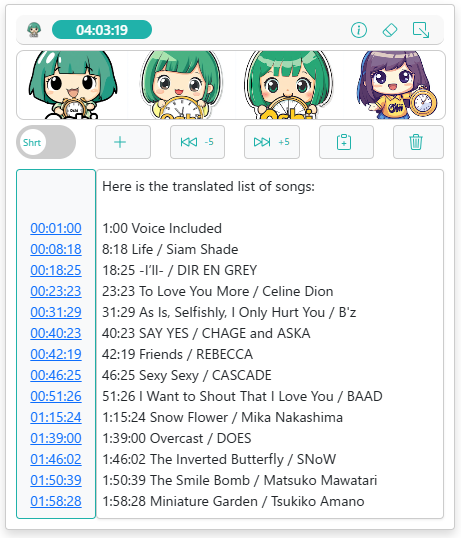 04:03:19
Shrt
-5
+5
Here is the translated list of songs:
00:01:00 1:00 Voice Included
00:08:18 8:18 Life / Siam Shade
00:18:25 18:25 -I’ll- / DIR EN GREY
00:23:23 23:23 To Love You More / Celine Dion
00:31:29 31:29 As Is, Selfishly, I Only Hurt You / B'z
00:40:23 40:23 SAY YES / CHAGE and ASKA
00:42:19 42:19 Friends / REBECCA
00:46:25 46:25 Sexy Sexy / CASCADE
00:51:26 51:26 I Want to Shout That I Love You / BAAD
01:15:24 1:15:24 Snow Flower / Mika Nakashima
01:39:00 1:39:00 Overcast / DOES
01:46:02 1:46:02 The Inverted Butterfly / SNoW
01:50:39 1:50:39 The Smile Bomb / Matsuko Mawatari
01:58:28 1:58:28 Miniature Garden / Tsukiko Amano